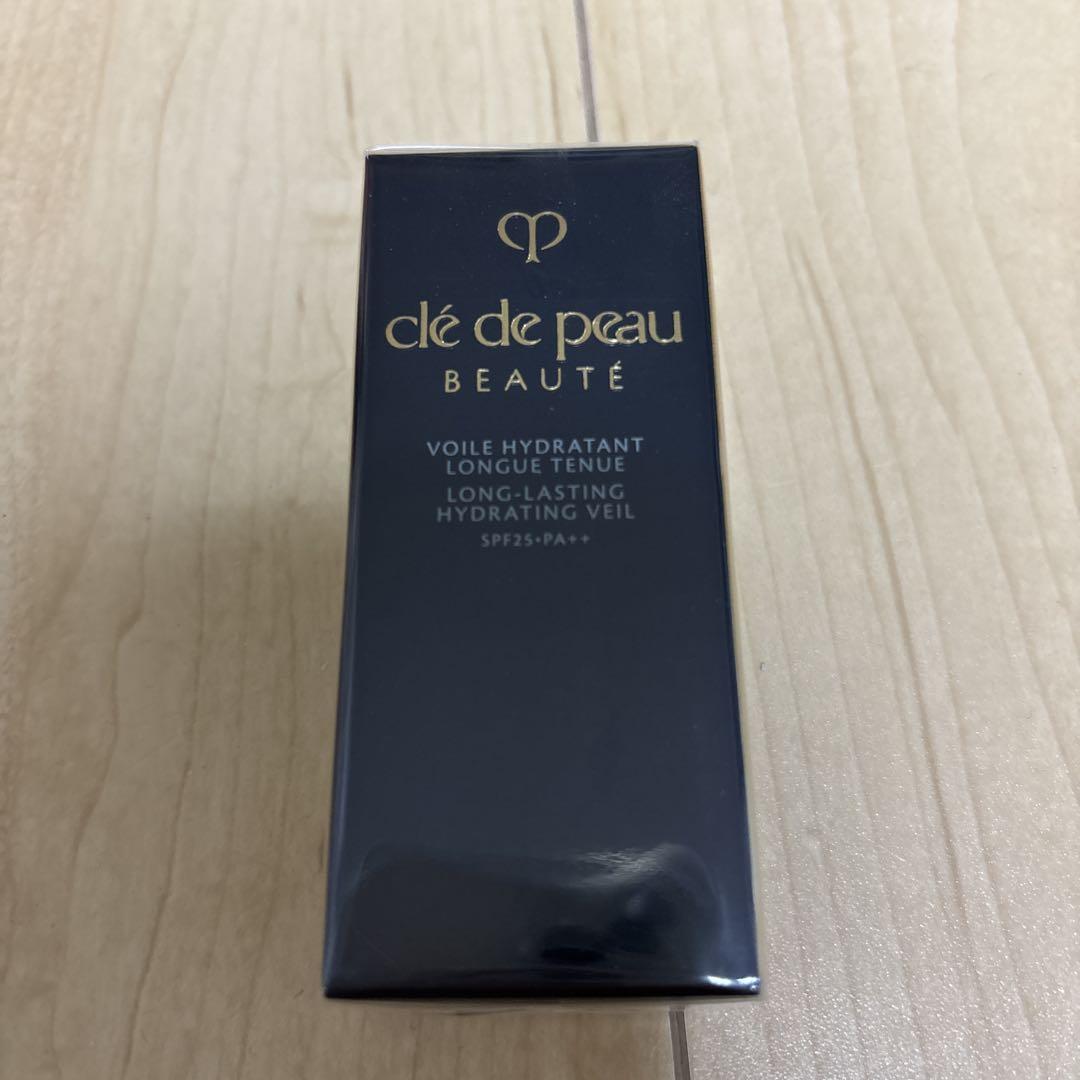 clé de peau
BEAUTÉ
VOILE HYDRATANT
LONGUE TENUE
LONG-LASTING
HYDRATING VEIL
SPF25•PA++